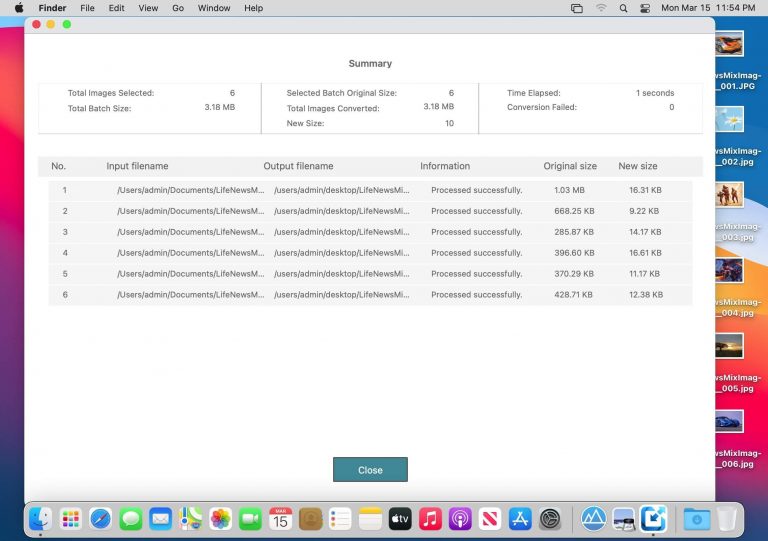 Finder File Edit View Go Window Help Mon Mar 15 11:54 PM
Summary
Total Images Selected: 6 Selected Batch Original Size: 6 Time Elapsed: 1 seconds
Total Batch Size: 3.18 MB Total Images Converted: 3.18 MB Conversion Failed: 0
New Size: 10
No. Input filename Output filename Information Original size New size
1 /Users/admin/Documents/LifeNewsM... /users/admin/desktop/LifeNewsMi... Processed successfully. 1.03 MB 16.31 KB
2 /Users/admin/Documents/LifeNewsM... /users/admin/desktop/LifeNewsMi... Processed successfully. 668.25 KB 9.22 KB
3 /Users/admin/Documents/LifeNewsM... /users/admin/desktop/LifeNewsMi... Processed successfully. 285.87 KB 14.17 KB
4 /Users/admin/Documents/LifeNewsM... /users/admin/desktop/LifeNewsMi... Processed successfully. 396.60 KB 16.61 KB
5 /Users/admin/Documents/LifeNewsM... /users/admin/desktop/LifeNewsMi... Processed successfully. 370.29 KB 11.17 KB
6 /Users/admin/Documents/LifeNewsM... /users/admin/desktop/LifeNewsMi... Processed successfully. 428.71 KB 12.38 KB
Close
wsMixImag-
_001.JPG
wsMixImag-
_002.jpg
wsMixImag-
_003.jpg
wsMixImag-
_004.jpg
wsMixImag-
_005.jpg
wsMixImag-
_006.jpg
MAR
15
tv